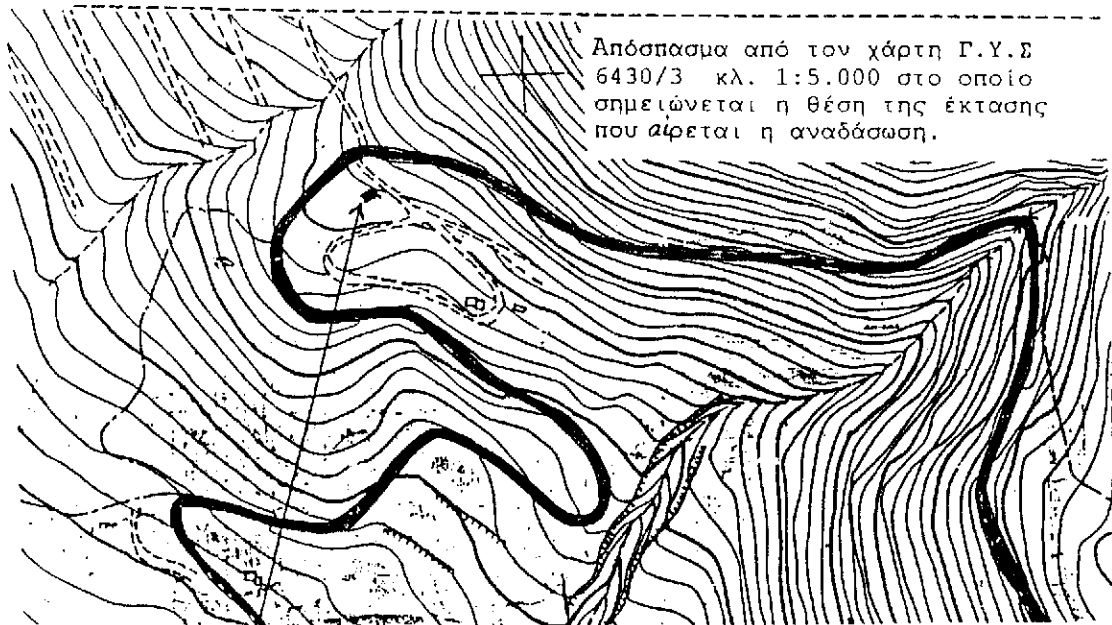 Απόσπασμα από τον χάρτη Γ.Υ.Σ
6430/3 κλ. 1:5.000 στο οποίο
σημειώνεται η θέση της έκτασης
που αίρεται η αναδάσωση.